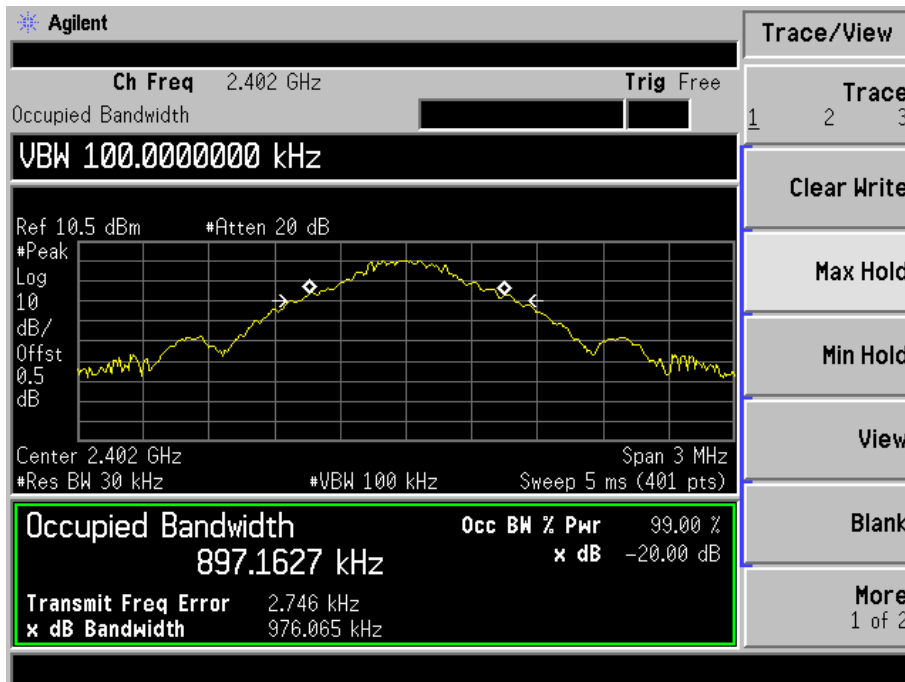 Agilent
Trace/View
Ch Freq 2.402 GHz Trig Free
Occupied Bandwidth
Trace
1 2 3
VBW 100.0000000 kHz
Clear Write
Ref 10.5 dBm #Atten 20 dB
#Peak
Log
10
dB/
Offst
0.5
dB
Max Hold
Min Hold
Center 2.402 GHz Span 3 MHz
#Res BW 30 kHz #VBW 100 kHz Sweep 5 ms (401 pts)
View
Occupied Bandwidth Occ BW % Pwr 99.00 %
897.1627 kHz x dB -20.00 dB
Blank
Transmit Freq Error 2.746 kHz
x dB Bandwidth 976.065 kHz
More
1 of 2